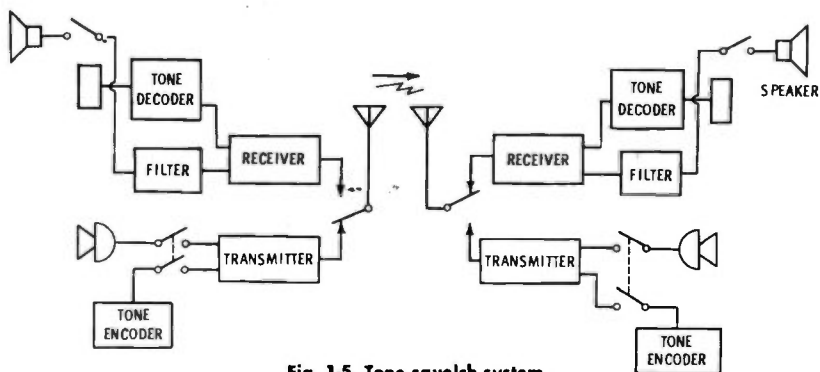 TONE
DECODER
FILTER
RECEIVER
TRANSMITTER
TONE
ENCODER
TONE
DECODER
SPEAKER
RECEIVER
FILTER
TRANSMITTER
TONE
ENCODER
Fig. 1-5. Tone squelch system.